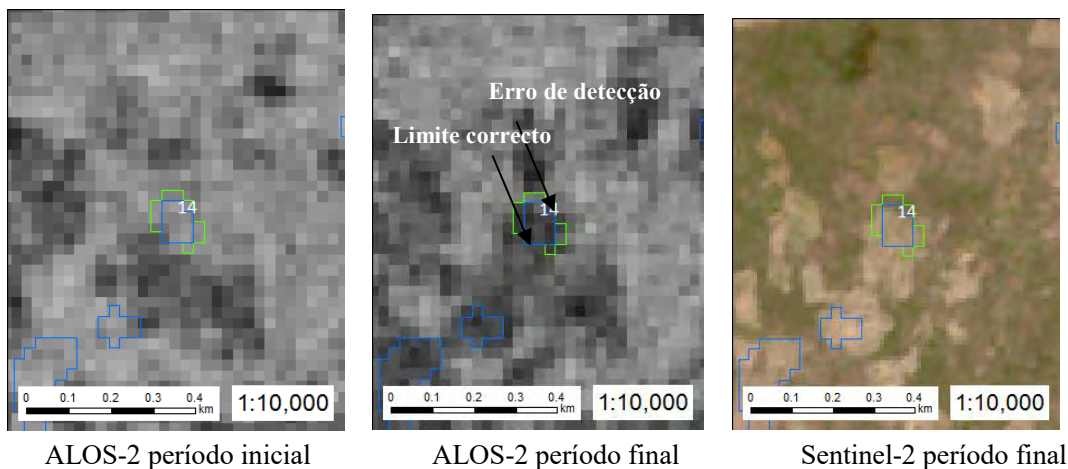 Erro de detecção
Limite correcto
14
14
14
0 0.1 0.2 0.3 0.4
km
1:10,000
0 0.1 0.2 0.3 0.4
km
1:10,000
0 0.1 0.2 0.3 0.4
km
1:10,000
ALOS-2 período inicial
ALOS-2 período final
Sentinel-2 período final